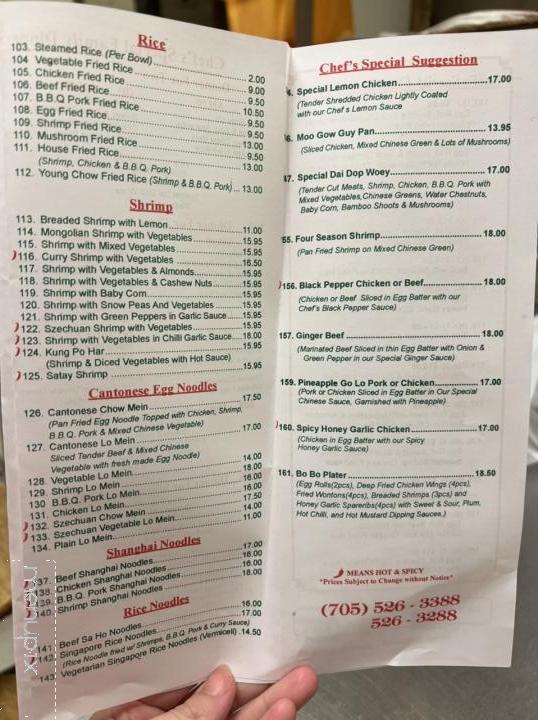 Rice
103. Steamed Rice (Per Bowl) 2.00
104 Vegetable Fried Rice 9.00
105. Chicken Fried Rice 9.50
106. Beef Fried Rice 9.50
107. B.B.Q Pork Fried Rice 10.50
108. Egg Fried Rice 9.50
109. Shrimp Fried Rice 13.00
110. Mushroom Fried Rice 9.50
111. House Fried Rice 13.00
(Shrimp, Chicken & B.B.Q. Pork)
112. Young Chow Fried Rice (Shrimp & B.B.Q. Pork) 13.00
Shrimp
113. Breaded Shrimp with Lemon 11.00
114. Mongolian Shrimp with Vegetables 15.95
115. Shrimp with Mixed Vegetables 15.95
116. Curry Shrimp with Vegetables 16.50
117. Shrimp with Vegetables & Almonds 15.95
118. Shrimp with Vegetables & Cashew Nuts 15.95
119. Shrimp with Baby Corn 15.95
120. Shrimp with Snow Peas And Vegetables 15.95
121. Shrimp with Green Peppers in Garlic Sauce 15.95
122. Szechuan Shrimp with Vegetables 15.95
123. Shrimp with Vegetables in Chilli Garlic Sauce 18.00
124. Kung Po Har 15.95
(Shrimp & Diced Vegetables with Hot Sauce)
125. Satay Shrimp 15.95
Cantonese Egg Noodles
126. Cantonese Chow Mein 17.50
(Pan Fried Egg Noodle Topped with Chicken, Shrimp,
B.B.Q. Pork & Mixed Chinese Vegetable)
127. Cantonese Lo Mein 17.00
Sliced Tender Beef & Mixed Chinese
Vegetable with fresh made Egg Noodle)
128. Vegetable Lo Mein 14.00
129. Shrimp Lo Mein 18.00
130 B.B.Q. Pork Lo Mein 16.00
131. Chicken Lo Mein 16.00
132. Szechuan Chow Mein 17.50
133. Szechuan Vegetable Lo Mein 14.00
134. Plain Lo Mein 11.00
Shanghai Noodles
37. Beef Shanghai Noodles 17.00
38. Chicken Shanghai Noodles 16.00
139. B.B.Q. Pork Shanghai Noodles 16.00
140. Shrimp Shanghai Noodles 18.00
Rice Noodles
141. Beef Sa Ho Noodles 16.00
142. Singapore Rice Noodles 17.00
(Rice Noodle fried w/ Shrimps, B.B.Q. Pork & Curry Sauce)
143. Vegetarian Singapore Rice Noodles (Vermicell) 14.50
Chef's Special Suggestion
4. Special Lemon Chicken 17.00
(Tender Shredded Chicken Lightly Coated
with our Chef s Lemon Sauce
6. Moo Gow Guy Pan 13.95
(Sliced Chicken, Mixed Chinese Green & Lots of Mushrooms)
47. Special Dai Dop Woey 17.00
(Tender Cut Meats, Shrimp, Chicken, B.B.Q. Pork with
Mixed Vegetables, Chinese Greens, Water Chestnuts,
Baby Corn, Bamboo Shoots & Mushrooms)
55. Four Season Shrimp 18.00
(Pan Fried Shrimp on Mixed Chinese Green)
156. Black Pepper Chicken or Beef 18.00
(Chicken or Beef Sliced in Egg Batter with our
Chef's Black Pepper Sauce)
157. Ginger Beef 18.00
(Marinated Beef Sliced in thin Egg Batter with Onion &
Green Pepper in our Special Ginger Sauce)
159. Pineapple Go Lo Pork or Chicken 17.00
(Pork or Chicken Sliced in Egg Batter in Our Special
Chinese Sauce, Garnished with Pineapple)
160. Spicy Honey Garlic Chicken 17.00
(Chicken in Egg Batter with our Spicy
Honey Garlic Sauce)
161. Bo Bo Plater 18.50
(Egg Rolls(2pcs), Deep Fried Chicken Wings (4pcs),
Fried Wontons(4pcs), Breaded Shrimps (3pcs) and
Honey Garlic Spareribs(4pcs) with Sweet & Sour, Plum,
Hot Chilli, and Hot Mustard Dipping Sauces.)
MEANS HOT & SPICY
*Prices Subject to Change without Notice*
(705) 526 - 3388
526 - 3288
menupix